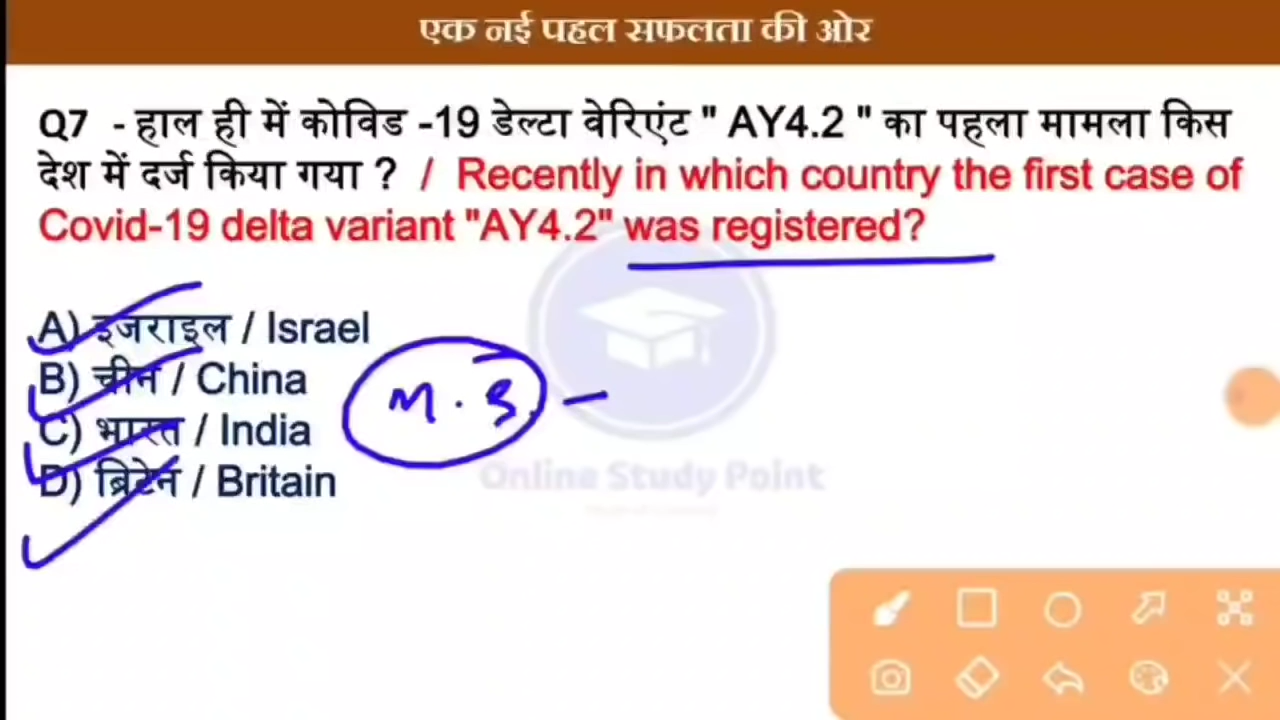 एक नई पहल सफलता की ओर
Q7 - हाल ही में कोविड -19 डेल्टा वेरिएंट " AY4.2 " का पहला मामला किस
देश में दर्ज किया गया ? / Recently in which country the first case of
Covid-19 delta variant "AY4.2" was registered?
A) इजराइल / Israel
B) चीन / China
C) भारत / India
D) ब्रिटेन / Britain
Online Study Point